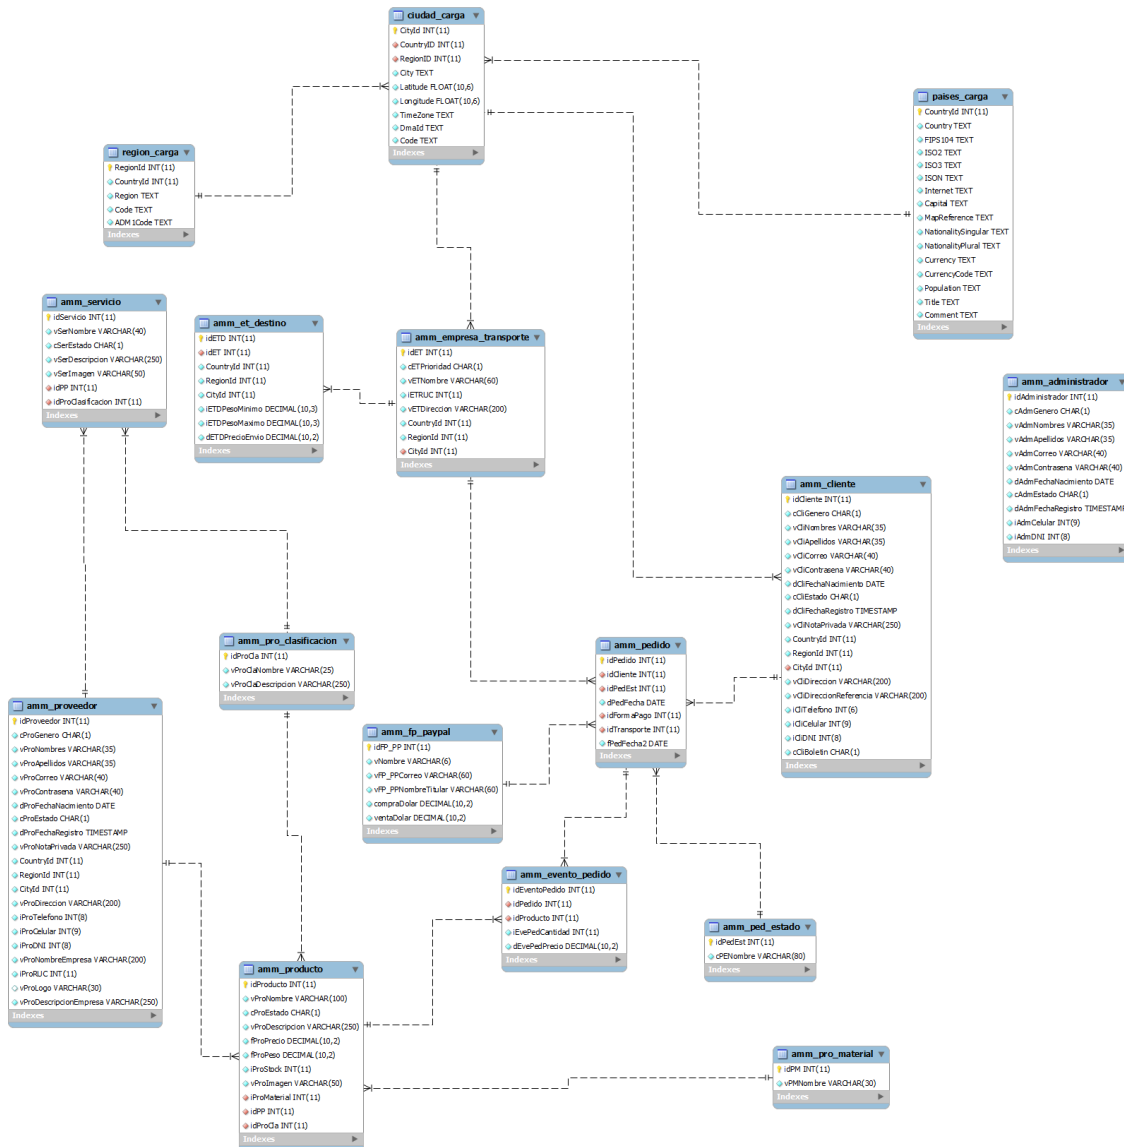 ciudad_carga
CityId INT(11)
CountryID INT(11)
RegionID INT(11)
City TEXT
Latitude FLOAT(10,6)
Longitude FLOAT(10,6)
TimeZone TEXT
DmaId TEXT
Code TEXT
Indexes
paises_carga
CountryId INT(11)
Country TEXT
FIPS104 TEXT
ISO2 TEXT
ISO3 TEXT
ISON TEXT
Internet TEXT
Capital TEXT
MapReference TEXT
NationalitySingular TEXT
NationalityPlural TEXT
Currency TEXT
CurrencyCode TEXT
Population TEXT
Title TEXT
Comment TEXT
Indexes
region_carga
RegionId INT(11)
CountryId INT(11)
Region TEXT
Code TEXT
ADM1Code TEXT
Indexes
amm_servicio
idServicio INT(11)
vSerNombre VARCHAR(40)
cSerEstado CHAR(1)
vSerDescripcion VARCHAR(250)
vSerImagen VARCHAR(50)
idPP INT(11)
idProClasificacion INT(11)
Indexes
amm_et_destino
idETD INT(11)
idET INT(11)
CountryId INT(11)
RegionId INT(11)
CityId INT(11)
iETDPesoMinimo DECIMAL(10,3)
iETDPesoMaximo DECIMAL(10,3)
dETDPrecioEnvio DECIMAL(10,2)
Indexes
amm_empresa_transporte
idET INT(11)
cETPrioridad CHAR(1)
vETNombre VARCHAR(60)
iETRUC INT(11)
vETDireccion VARCHAR(200)
CountryId INT(11)
RegionId INT(11)
CityId INT(11)
Indexes
amm_administrador
idAdministrador INT(11)
cAdmGenero CHAR(1)
vAdmNombres VARCHAR(35)
vAdmApellidos VARCHAR(35)
vAdmCorreo VARCHAR(40)
vAdmContrasena VARCHAR(40)
dAdmFechaNacimiento DATE
cAdmEstado CHAR(1)
dAdmFechaRegistro TIMESTAMP
iAdmCelular INT(9)
iAdmDNI INT(8)
Indexes
amm_cliente
idCliente INT(11)
cCliGenero CHAR(1)
vCliNombres VARCHAR(35)
vCliApellidos VARCHAR(35)
vCliCorreo VARCHAR(40)
vCliContrasena VARCHAR(40)
dCliFechaNacimiento DATE
cCliEstado CHAR(1)
dCliFechaRegistro TIMESTAMP
vCliNotaPrivada VARCHAR(250)
CountryId INT(11)
RegionId INT(11)
CityId INT(11)
vCliDireccion VARCHAR(200)
vCliDireccionReferencia VARCHAR(200)
iCliTelefono INT(6)
iCliCelular INT(9)
iCliDNI INT(8)
cCliBoletin CHAR(1)
Indexes
amm_pro_clasificacion
idProCla INT(11)
vProClaNombre VARCHAR(25)
vProClaDescripcion VARCHAR(250)
Indexes
amm_pedido
idPedido INT(11)
idCliente INT(11)
idPedEst INT(11)
dPedFecha DATE
idFormaPago INT(11)
idTransporte INT(11)
fPedFecha2 DATE
Indexes
amm_proveedor
idProveedor INT(11)
cProGenero CHAR(1)
vProNombres VARCHAR(35)
vProApellidos VARCHAR(35)
vProCorreo VARCHAR(40)
vProContrasena VARCHAR(40)
dProFechaNacimiento DATE
cProEstado CHAR(1)
dProFechaRegistro TIMESTAMP
vProNotaPrivada VARCHAR(250)
CountryId INT(11)
RegionId INT(11)
CityId INT(11)
vProDireccion VARCHAR(200)
iProTelefono INT(8)
iProCelular INT(9)
iProDNI INT(8)
vProNombreEmpresa VARCHAR(200)
iProRUC INT(11)
vProLogo VARCHAR(30)
vProDescripcionEmpresa VARCHAR(250)
Indexes
amm_fp_paypal
idFP_PP INT(11)
vNombre VARCHAR(6)
vFP_PPCorreo VARCHAR(60)
vFP_PPNombreTitular VARCHAR(60)
compraDolar DECIMAL(10,2)
ventaDolar DECIMAL(10,2)
Indexes
amm_evento_pedido
idEventoPedido INT(11)
idPedido INT(11)
idProducto INT(11)
iEvePedCantidad INT(11)
dEvePedPrecio DECIMAL(10,2)
Indexes
amm_ped_estado
idPedEst INT(11)
cPENombre VARCHAR(80)
Indexes
amm_producto
idProducto INT(11)
vProNombre VARCHAR(100)
cProEstado CHAR(1)
vProDescripcion VARCHAR(250)
fProPrecio DECIMAL(10,2)
fProPeso DECIMAL(10,2)
iProStock INT(11)
vProImagen VARCHAR(50)
iProMaterial INT(11)
idPP INT(11)
idProCla INT(11)
Indexes
amm_pro_material
idPM INT(11)
vPMNombre VARCHAR(30)
Indexes